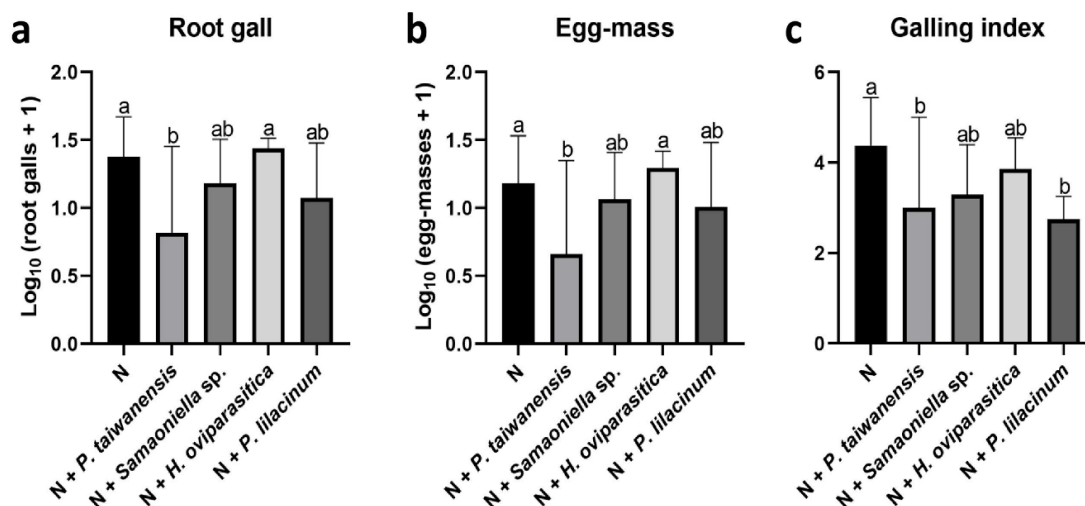 a Root gall
Log10 (root galls + 1)
2.0
1.5
1.0
0.5
0.0
a
b
ab
a
ab
N
N + P. taiwanensis
N + Samaoniella sp.
N + H. oviparasitica
N + P. lilacinum
b Egg-mass
Log10 (egg-masses + 1)
2.0
1.5
1.0
0.5
0.0
a
b
ab
a
ab
N
N + P. taiwanensis
N + Samaoniella sp.
N + H. oviparasitica
N + P. lilacinum
c Galling index
6
4
2
0
a
b
ab
ab
b
N
N + P. taiwanensis
N + Samaoniella sp.
N + H. oviparasitica
N + P. lilacinum